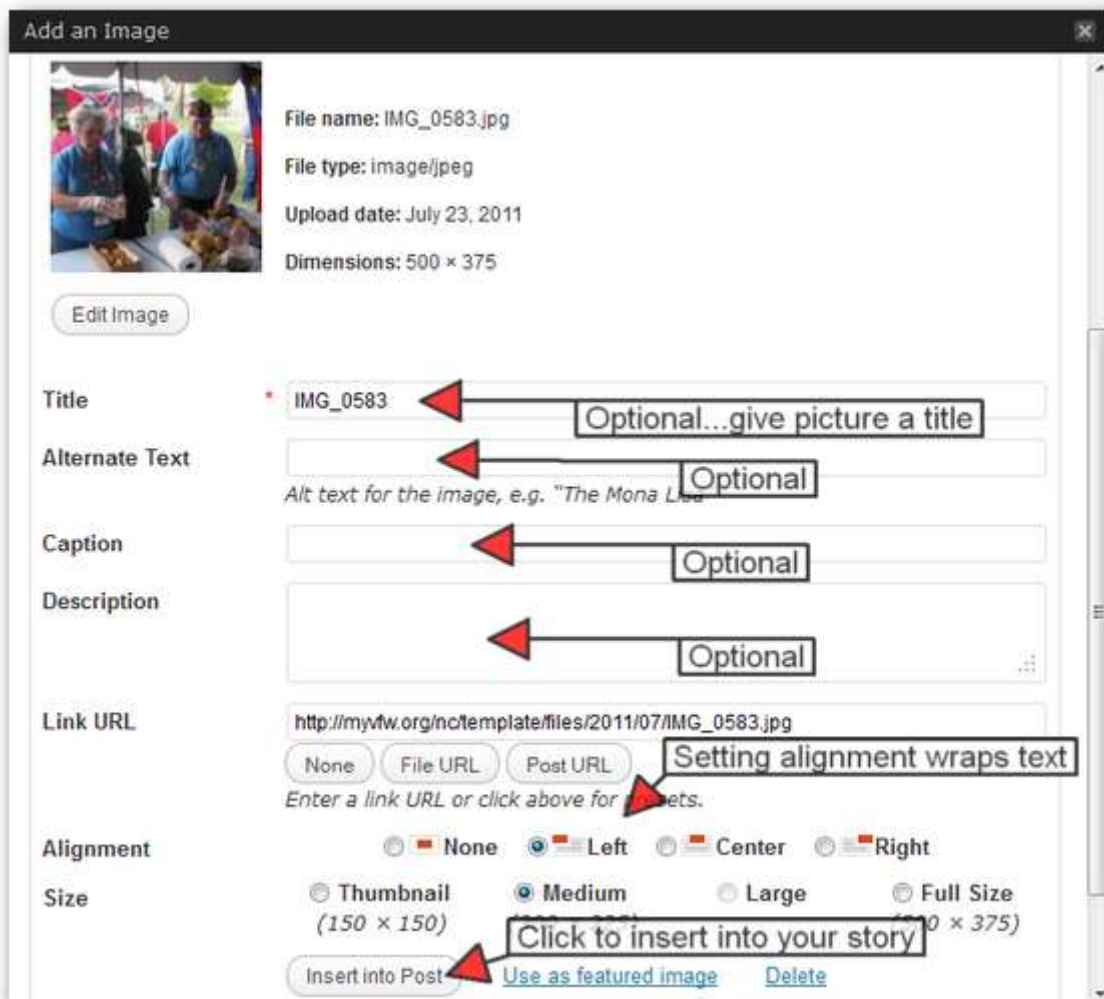 Add an Image
File name: IMG_0583.jpg
File type: image/jpeg
Upload date: July 23, 2011
Dimensions: 500 × 375
Edit Image
Title * IMG_0583
Optional...give picture a title
Alternate Text
Optional
Alt text for the image, e.g. "The Mona
Caption
Optional
Description
Optional
Link URL http://myvfw.org/nc/template/files/2011/07/IMG_0583.jpg
None File URL Post URL
Setting alignment wraps text
Enter a link URL or click above for presets.
Alignment None Left Center Right
Size Thumbnail Medium Large Full Size
(150 × 150) × 375)
Click to insert into your story
Insert into Post Use as featured image Delete